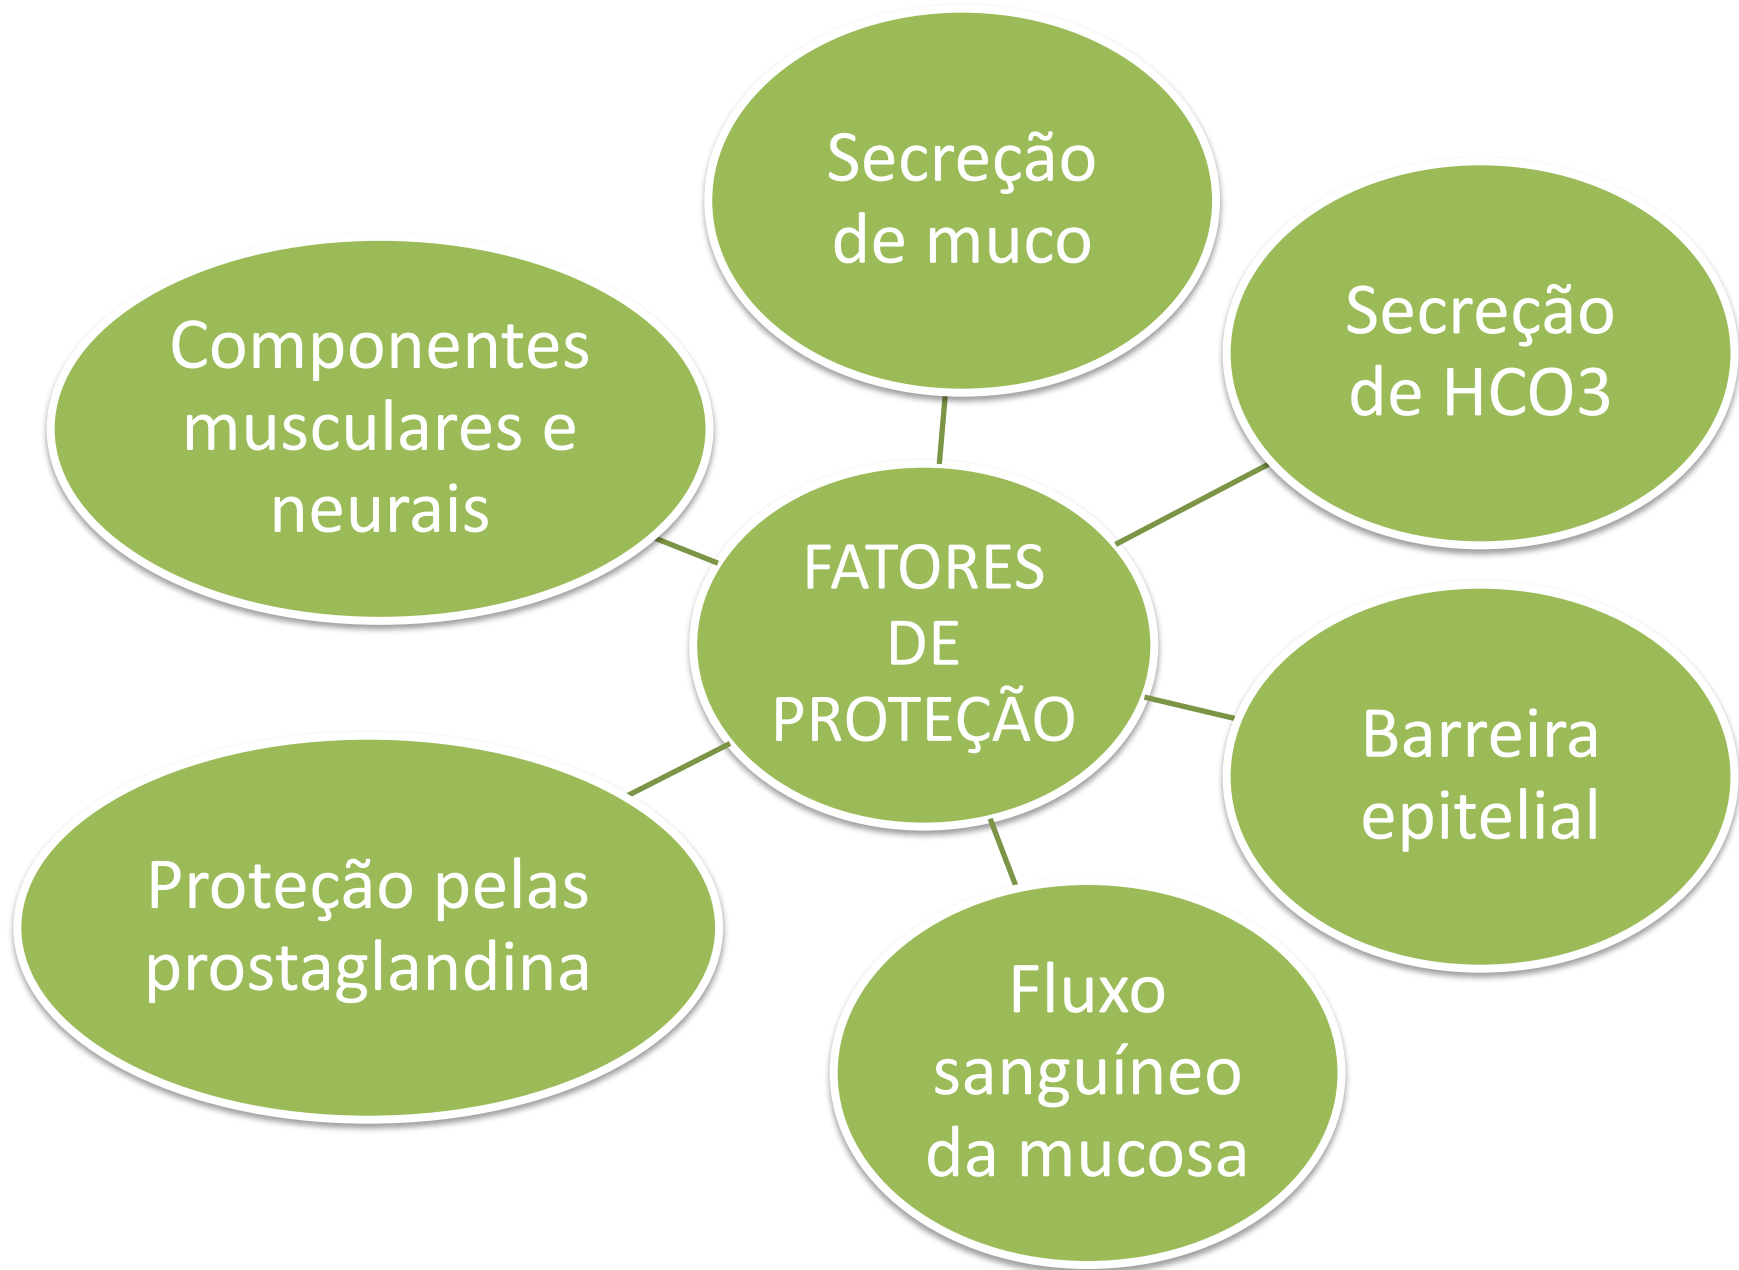 Secreção
de muco
Secreção
de HCO3
Componentes
musculares e
neurais
FATORES
DE
PROTEÇÃO
Barreira
epitelial
Proteção pelas
prostaglandina
Fluxo
sanguíneo
da mucosa